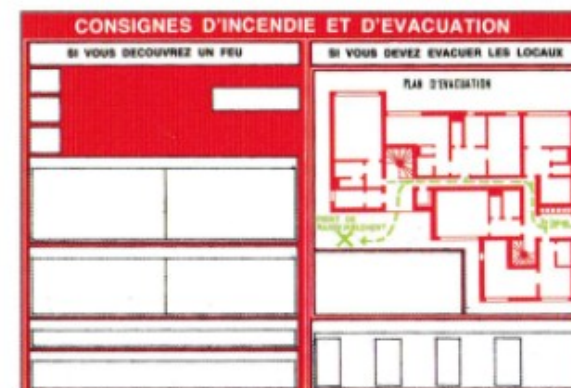 CONSIGNES D'INCENDIE ET D'EVACUATION
SI VOUS DECOUVREZ UN FEU
SI VOUS DEVEZ EVACUER LES LOCAUX
PLAN D'EVACUATION
POINT DE
RASSEMBLEMENT